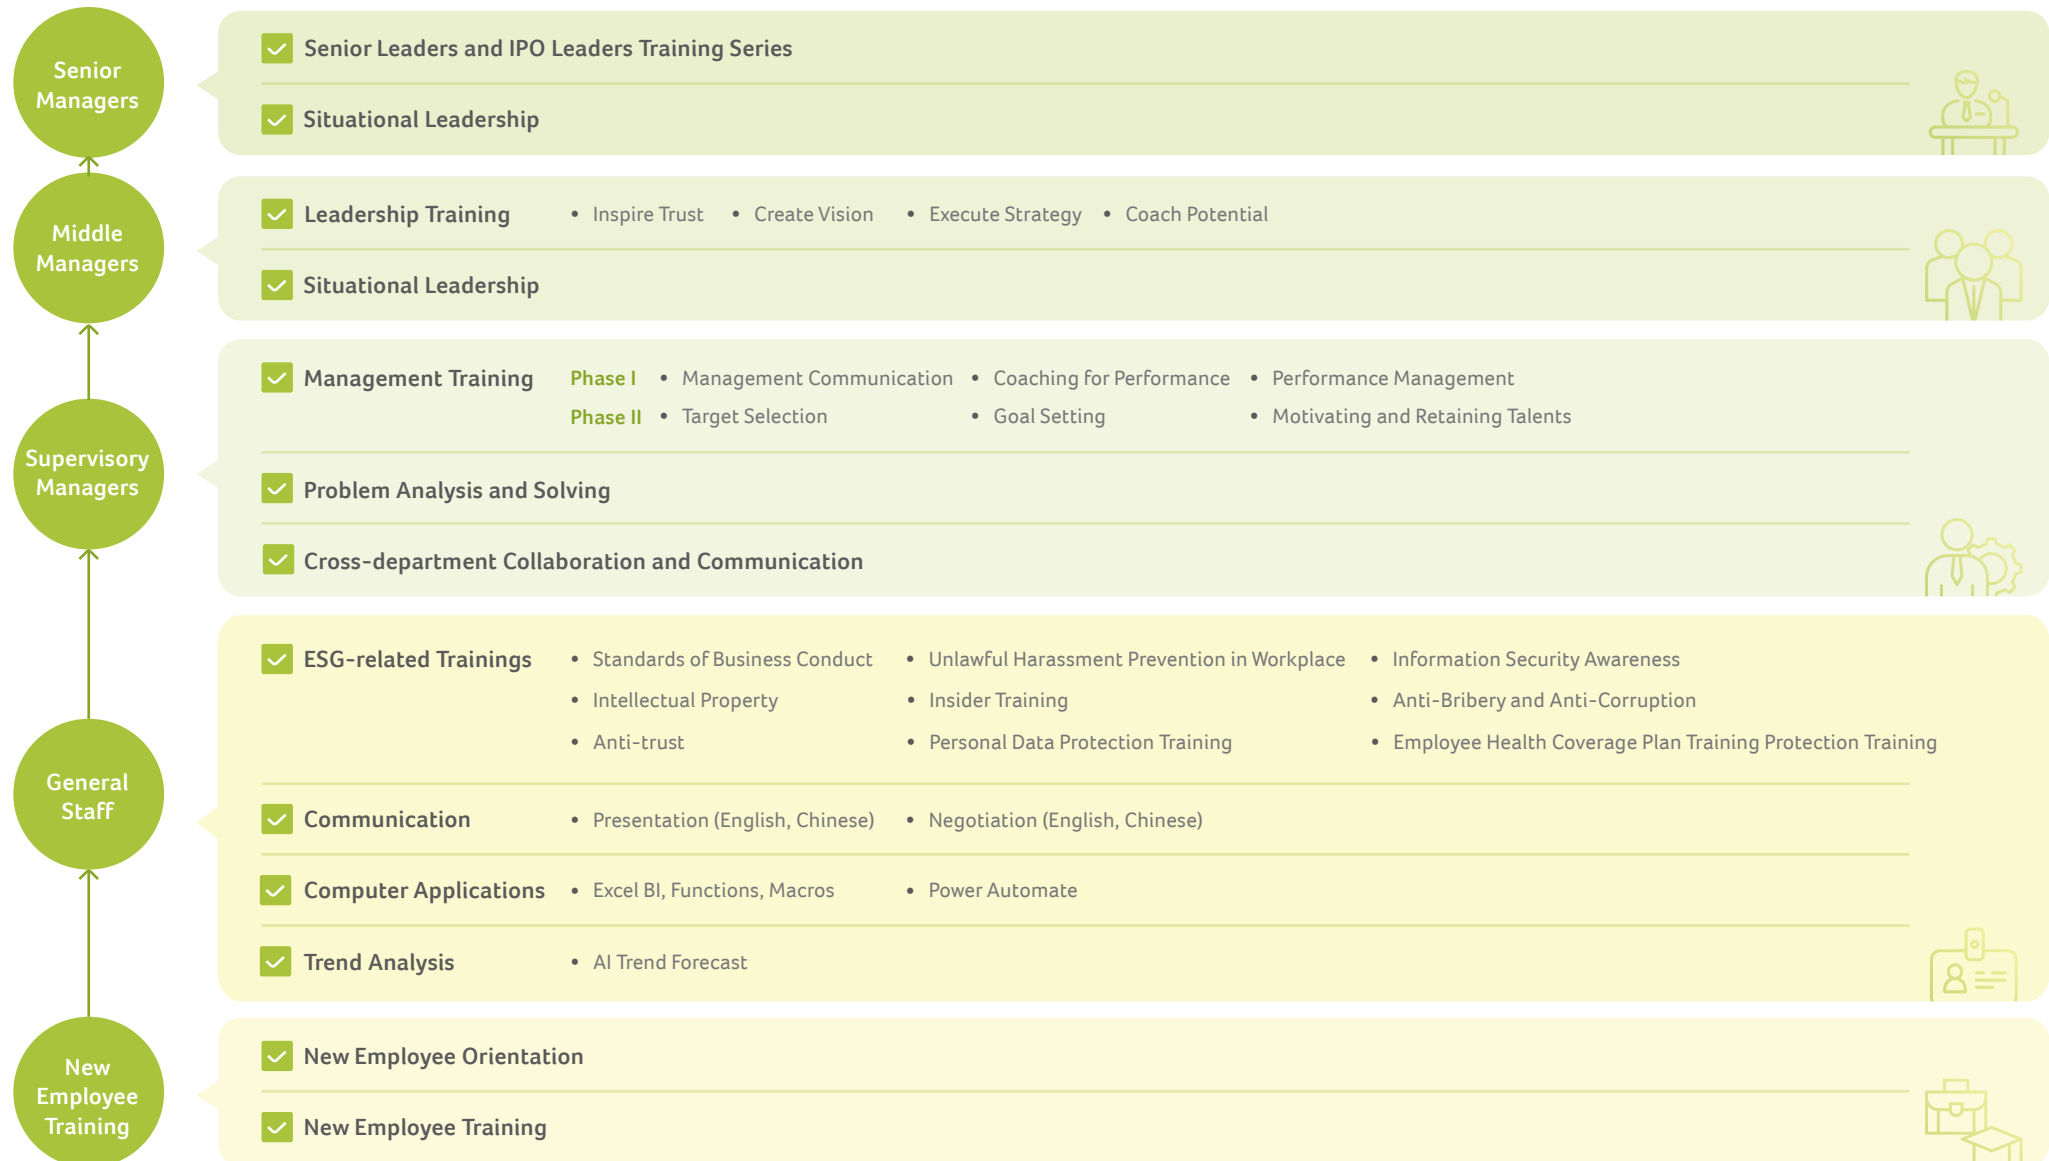 Senior
Managers
Senior Leaders and IPO Leaders Training Series
Situational Leadership
Middle
Managers
Leadership Training • Inspire Trust • Create Vision • Execute Strategy • Coach Potential
Situational Leadership
Supervisory
Managers
Management Training Phase I • Management Communication • Coaching for Performance • Performance Management
Phase II • Target Selection • Goal Setting • Motivating and Retaining Talents
Problem Analysis and Solving
Cross-department Collaboration and Communication
General
Staff
ESG-related Trainings • Standards of Business Conduct • Unlawful Harassment Prevention in Workplace • Information Security Awareness
• Intellectual Property • Insider Training • Anti-Bribery and Anti-Corruption
• Anti-trust • Personal Data Protection Training • Employee Health Coverage Plan Training Protection Training
Communication • Presentation (English, Chinese) • Negotiation (English, Chinese)
Computer Applications • Excel BI, Functions, Macros • Power Automate
Trend Analysis • AI Trend Forecast
New
Employee
Training
New Employee Orientation
New Employee Training